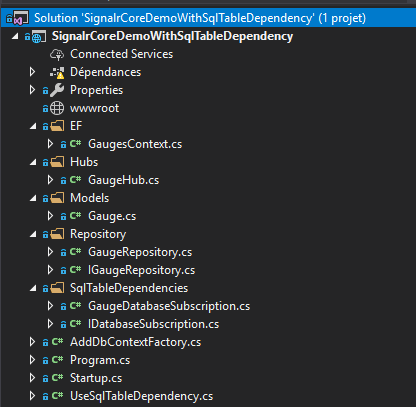 Solution 'SignalrCoreDemoWithSqlTableDependency' (1 projet)
SignalrCoreDemoWithSqlTableDependency
Connected Services
Dépendances
Properties
wwwroot
EF
C# GaugesContext.cs
Hubs
C# GaugeHub.cs
Models
C# Gauge.cs
Repository
C# GaugeRepository.cs
C# IGaugeRepository.cs
SqlTableDependencies
C# GaugeDatabaseSubscription.cs
C# IDatabaseSubscription.cs
C# AddDbContextFactory.cs
C# Program.cs
C# Startup.cs
C# UseSqlTableDependency.cs